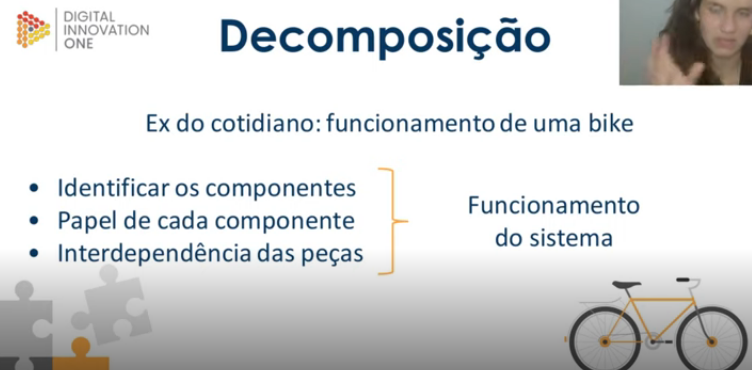 DIGITAL
INNOVATION
ONE
Decomposição
Ex do cotidiano: funcionamento de uma bike
• Identificar os componentes
• Papel de cada componente
• Interdependência das peças
Funcionamento
do sistema